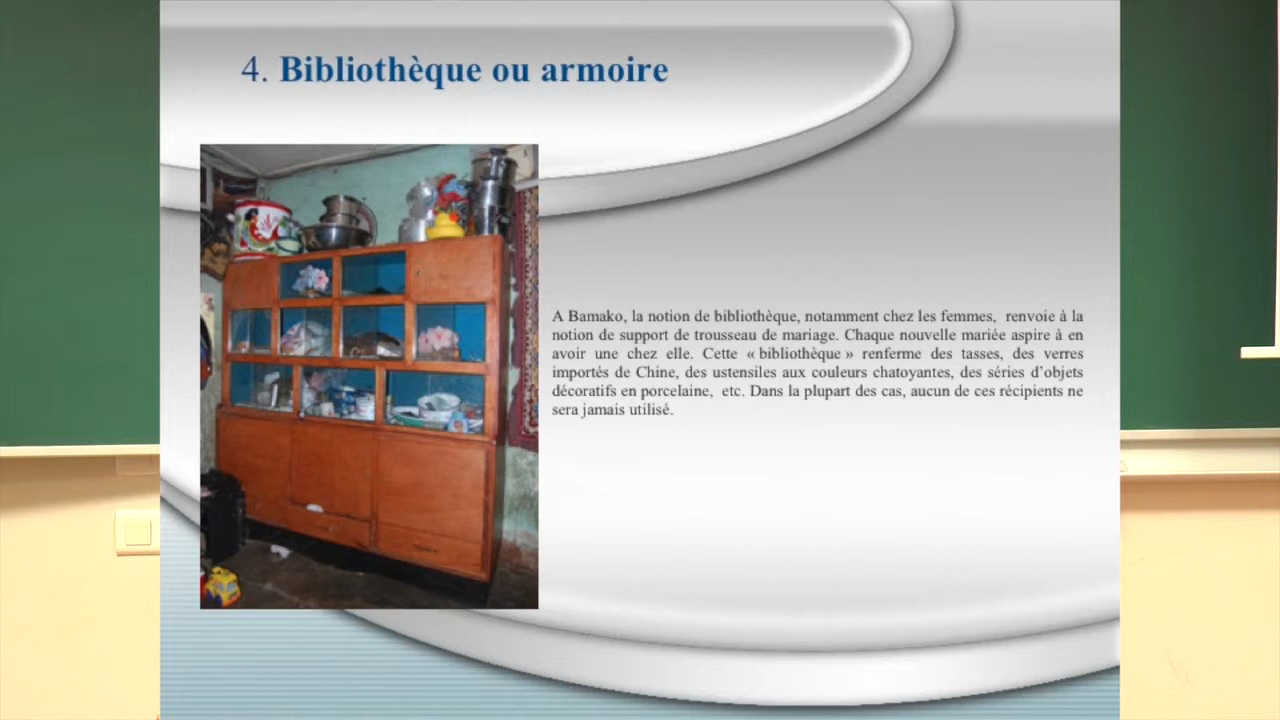 4. Bibliothèque ou armoire
A Bamako, la notion de bibliothèque, notamment chez les femmes, renvoie à la
notion de support de trousseau de mariage. Chaque nouvelle mariée aspire à en
avoir une chez elle. Cette « bibliothèque » renferme des tasses, des verres
importés de Chine, des ustensiles aux couleurs chatoyantes, des séries d'objets
décoratifs en porcelaine, etc. Dans la plupart des cas, aucun de ces récipients ne
sera jamais utilisé.